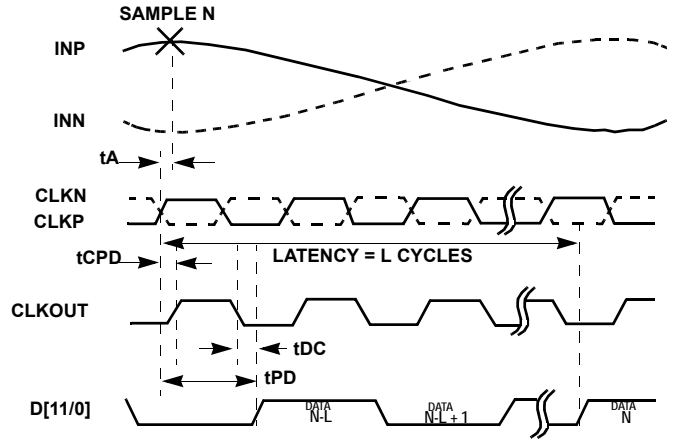 SAMPLE N
INP
INN
tA
CLKN
CLKP
LATENCY = L CYCLES
tCPD
CLKOUT
tDC
tPD
D[11/0]
DATA
N-L
DATA
N-L + 1
DATA
N